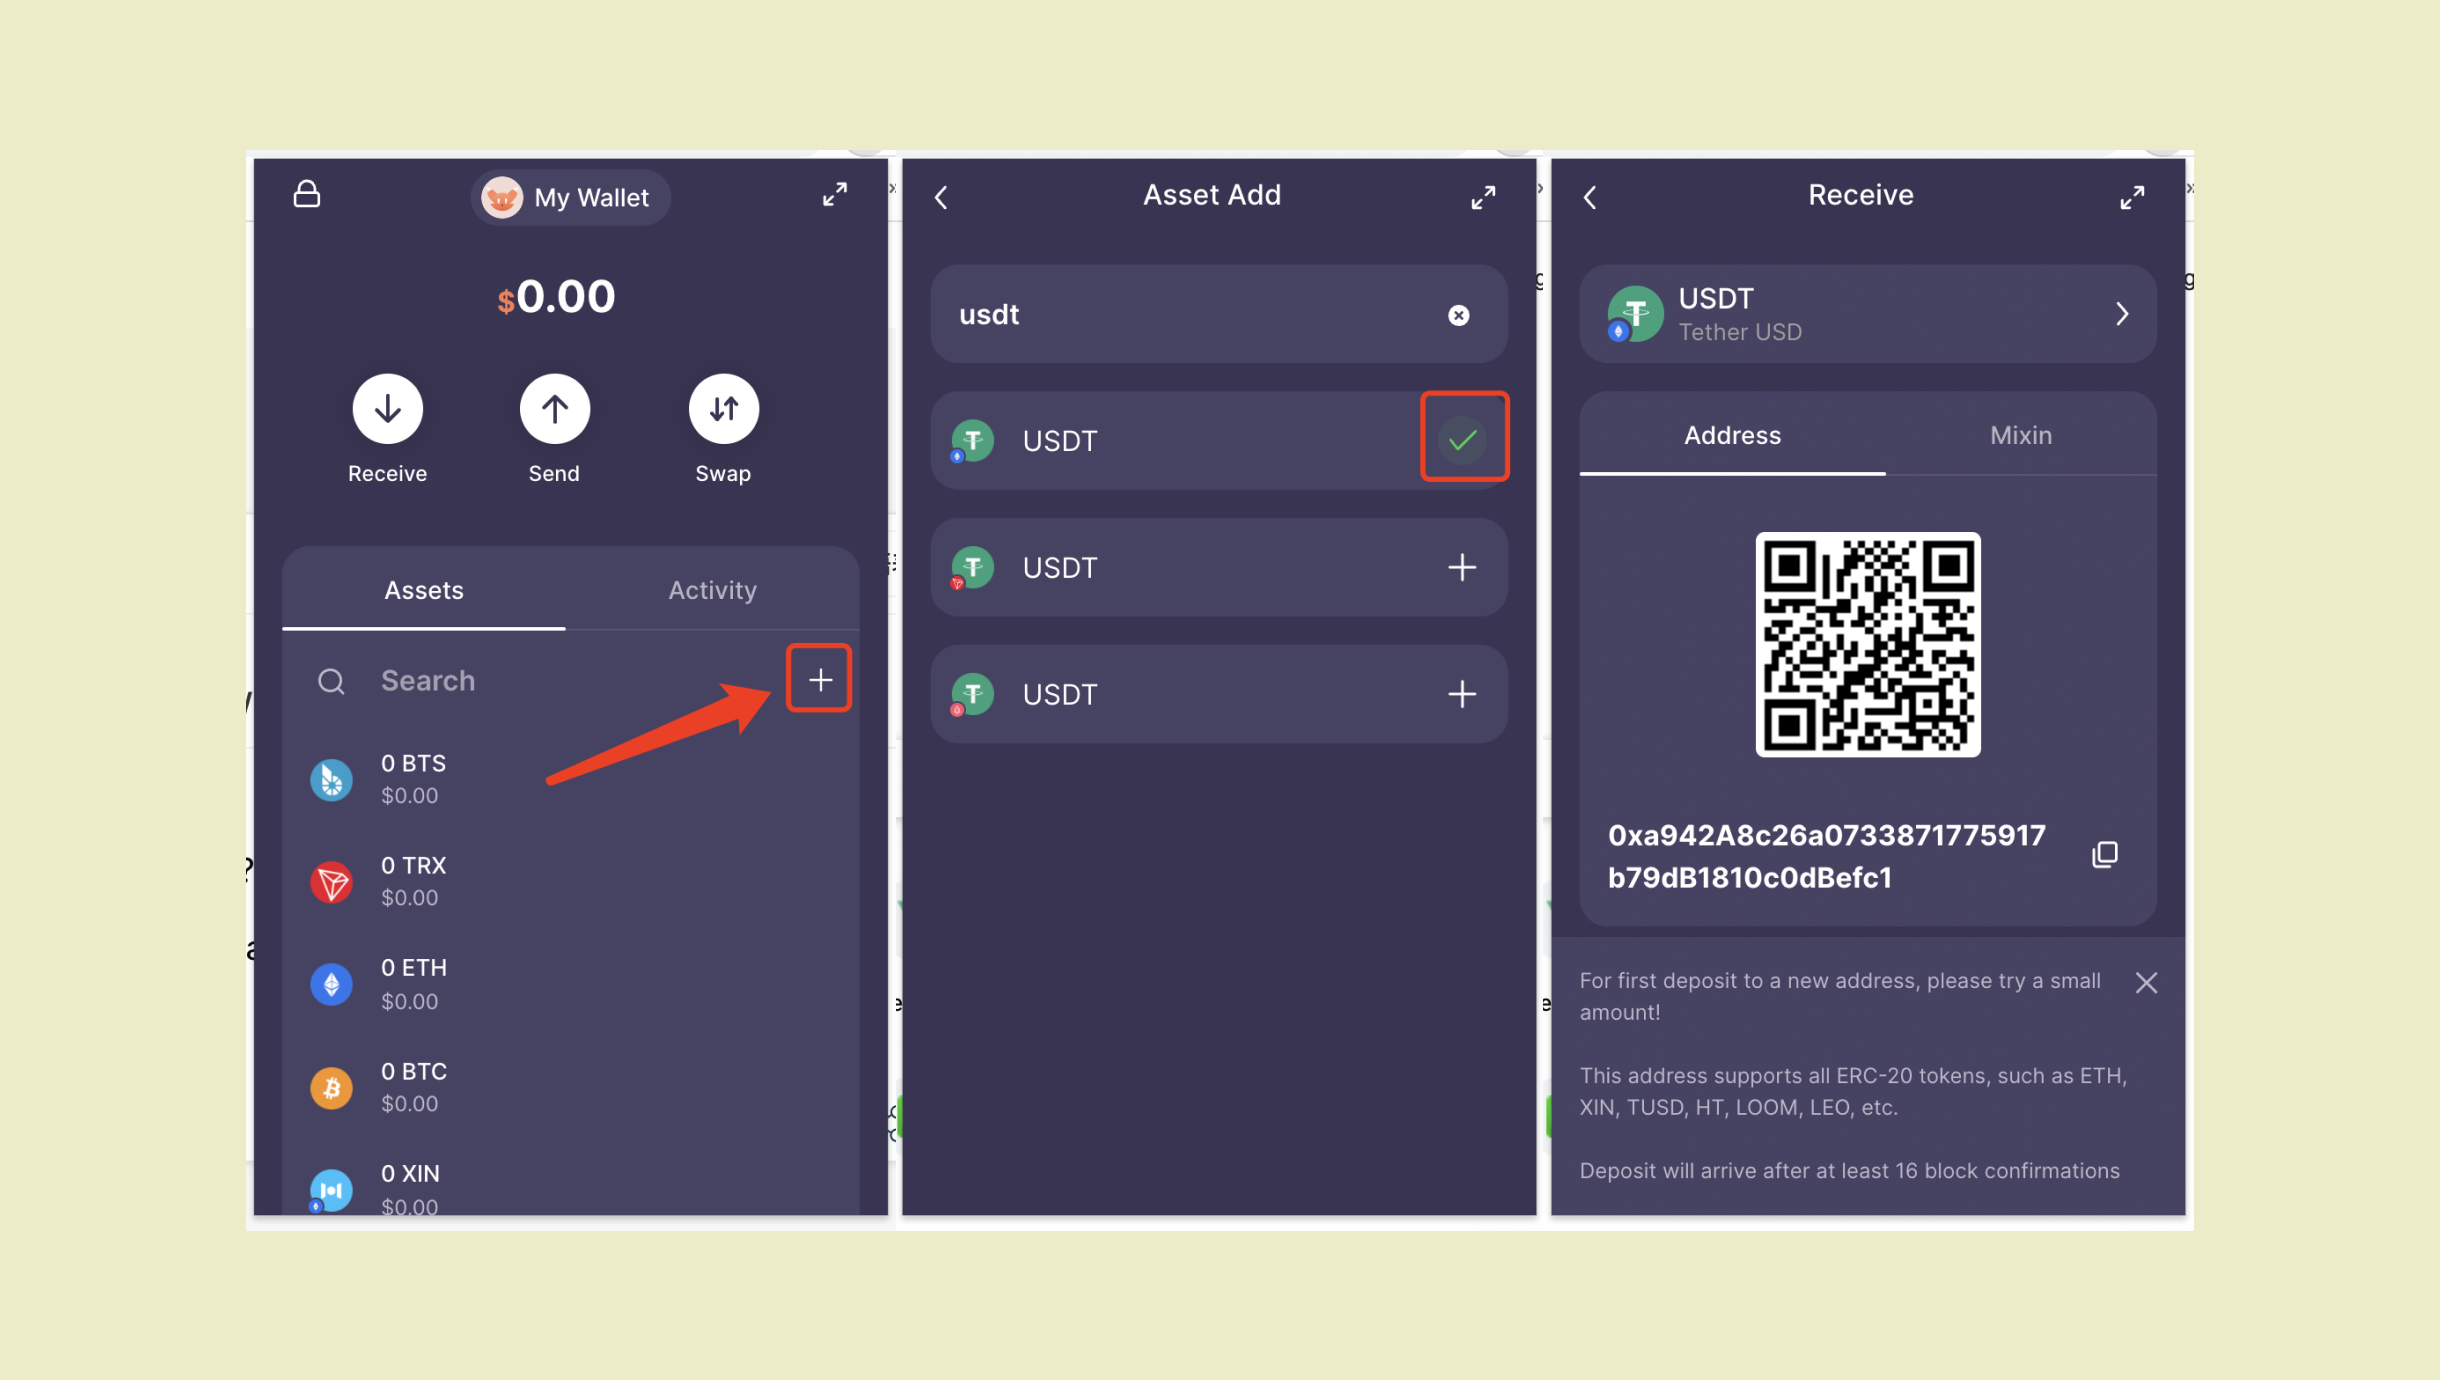 My Wallet
$0.00
Receive
Send
Swap
Assets
Activity
Search
0 BTS
$0.00
0 TRX
$0.00
0 ETH
$0.00
0 BTC
$0.00
0 XIN
$0.00
Asset Add
usdt
USDT
USDT
USDT
Receive
USDT
Tether USD
Address
Mixin
0xa942A8c26a0733871775917
b79dB1810c0dBefc1
For first deposit to a new address, please try a small
amount!
This address supports all ERC-20 tokens, such as ETH,
XIN, TUSD, HT, LOOM, LEO, etc.
Deposit will arrive after at least 16 block confirmations